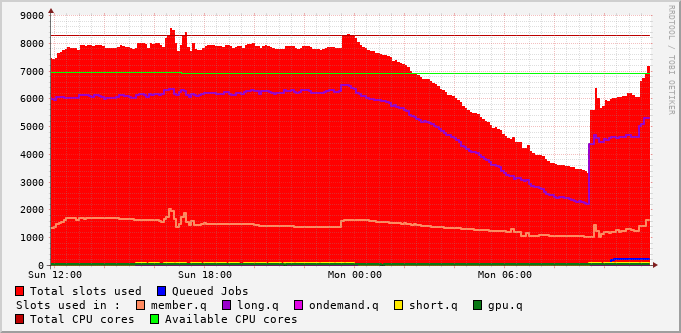 9000
8000
7000
6000
5000
4000
3000
2000
1000
0
Sun 12:00 Sun 18:00 Mon 00:00 Mon 06:00
Total slots used Queued Jobs
Slots used in : member.q long.q ondemand.q short.q gpu.q
Total CPU cores Available CPU cores
RRDTOOL / TOBI OETIKER